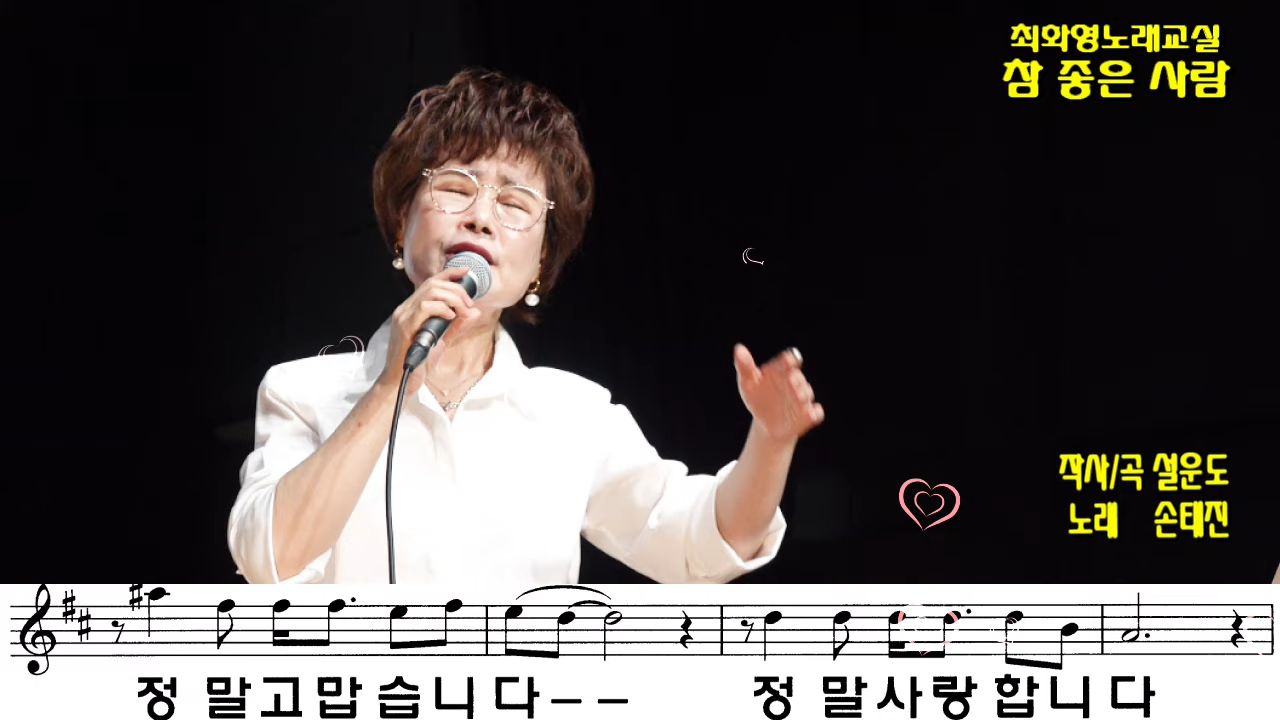 최화영노래교실
참 좋은 사람
작사/곡 설운도
노래 손태진
정 말고맙 습니다－－ 정 말사랑 합니다